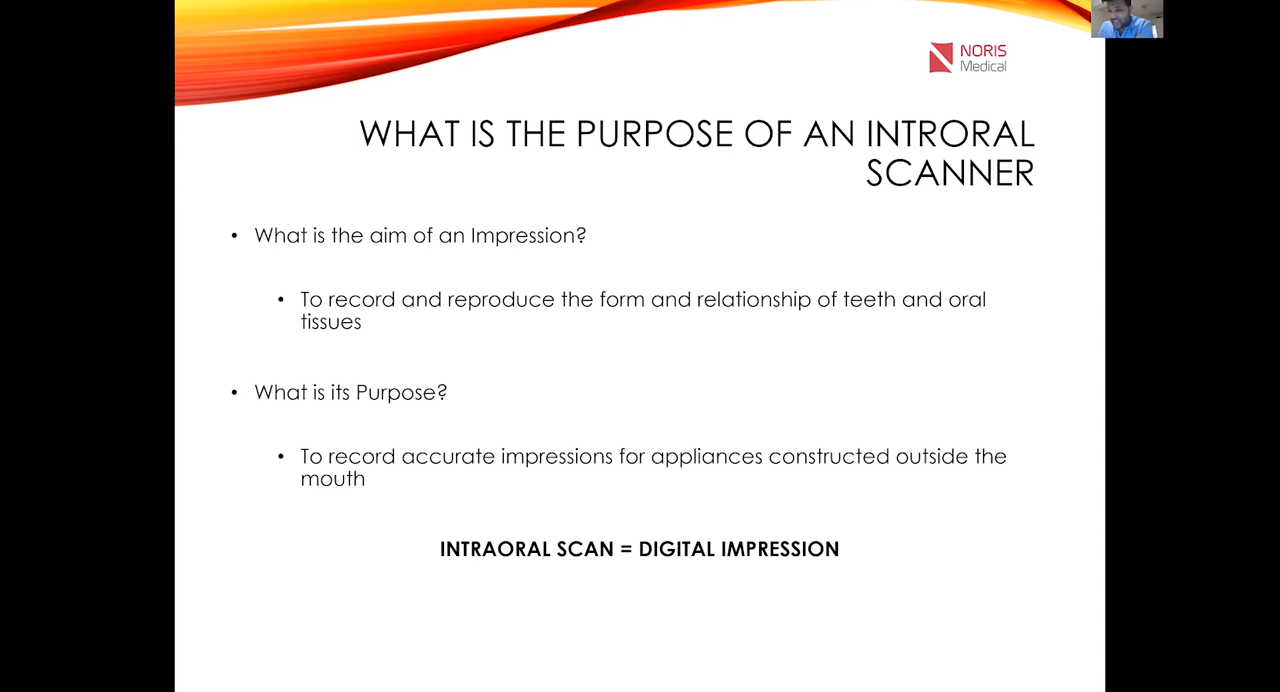 NORIS
Medical
WHAT IS THE PURPOSE OF AN INTRORAL
SCANNER
• What is the aim of an Impression?
• To record and reproduce the form and relationship of teeth and oral
tissues
• What is its Purpose?
• To record accurate impressions for appliances constructed outside the
mouth
INTRAORAL SCAN = DIGITAL IMPRESSION